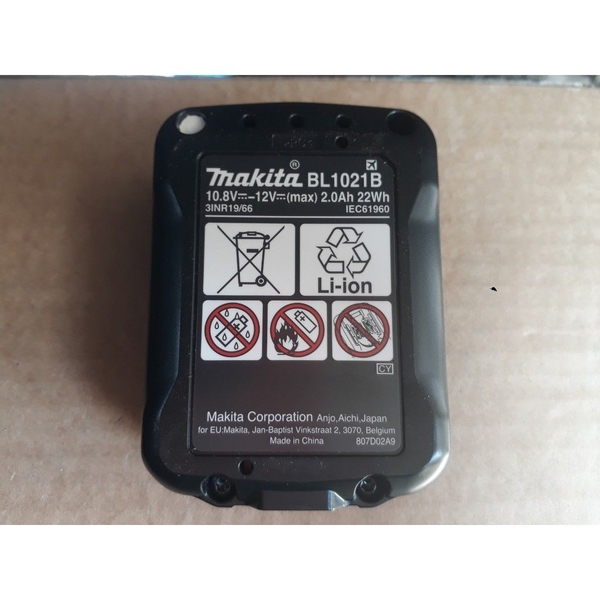 makita® BL1021B
10.8V⎓-12V⎓(max) 2.0Ah 22Wh
3INR19/66 IEC61960
Li-ion
CY
Makita Corporation Anjo,Aichi,Japan
for EU:Makita, Jan-Baptist Vinkstraat 2, 3070, Belgium
Made in China 807D02A9